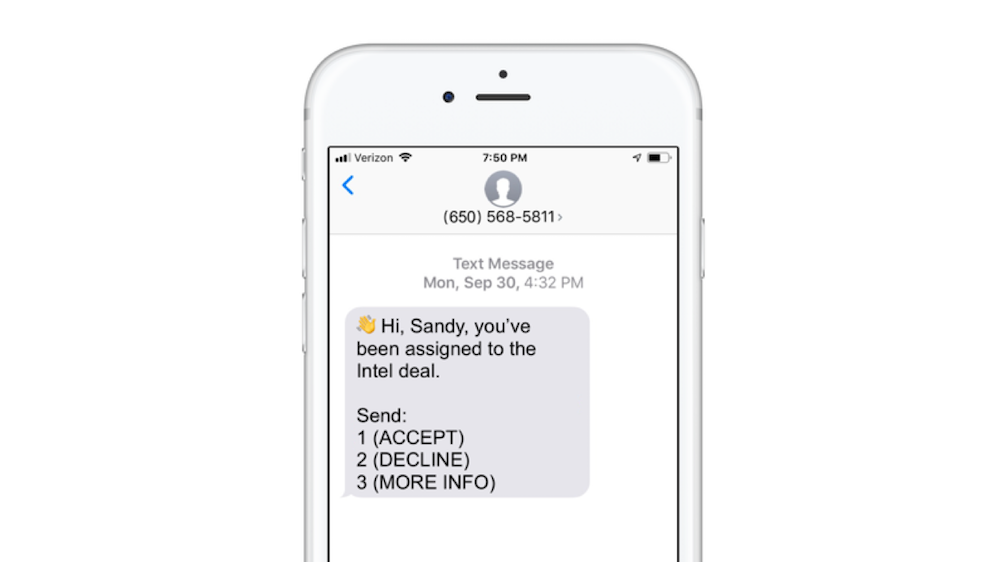 Verizon 7:50 PM
(650) 568-5811
Text Message
Mon, Sep 30, 4:32 PM
👋 Hi, Sandy, you've
been assigned to the
Intel deal.
Send:
1 (ACCEPT)
2 (DECLINE)
3 (MORE INFO)